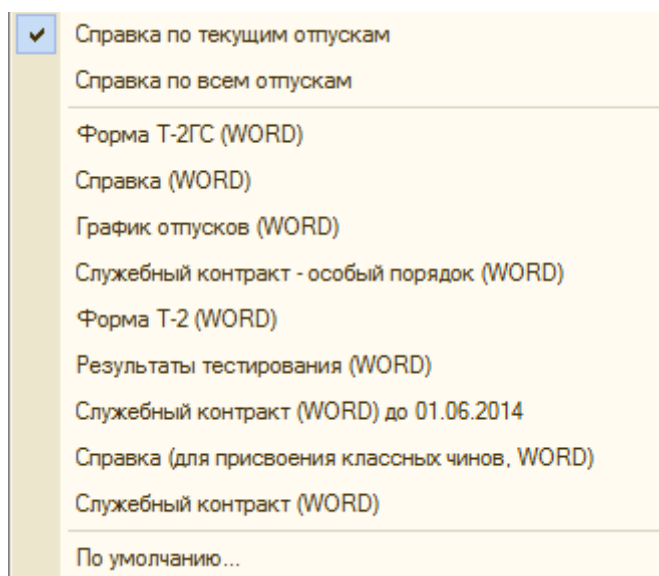 Справка по текущим отпускам
Справка по всем отпускам
Форма Т-2ГС (WORD)
Справка (WORD)
График отпусков (WORD)
Служебный контракт - особый порядок (WORD)
Форма Т-2 (WORD)
Результаты тестирования (WORD)
Служебный контракт (WORD) до 01.06.2014
Справка (для присвоения классных чинов, WORD)
Служебный контракт (WORD)
По умолчанию...